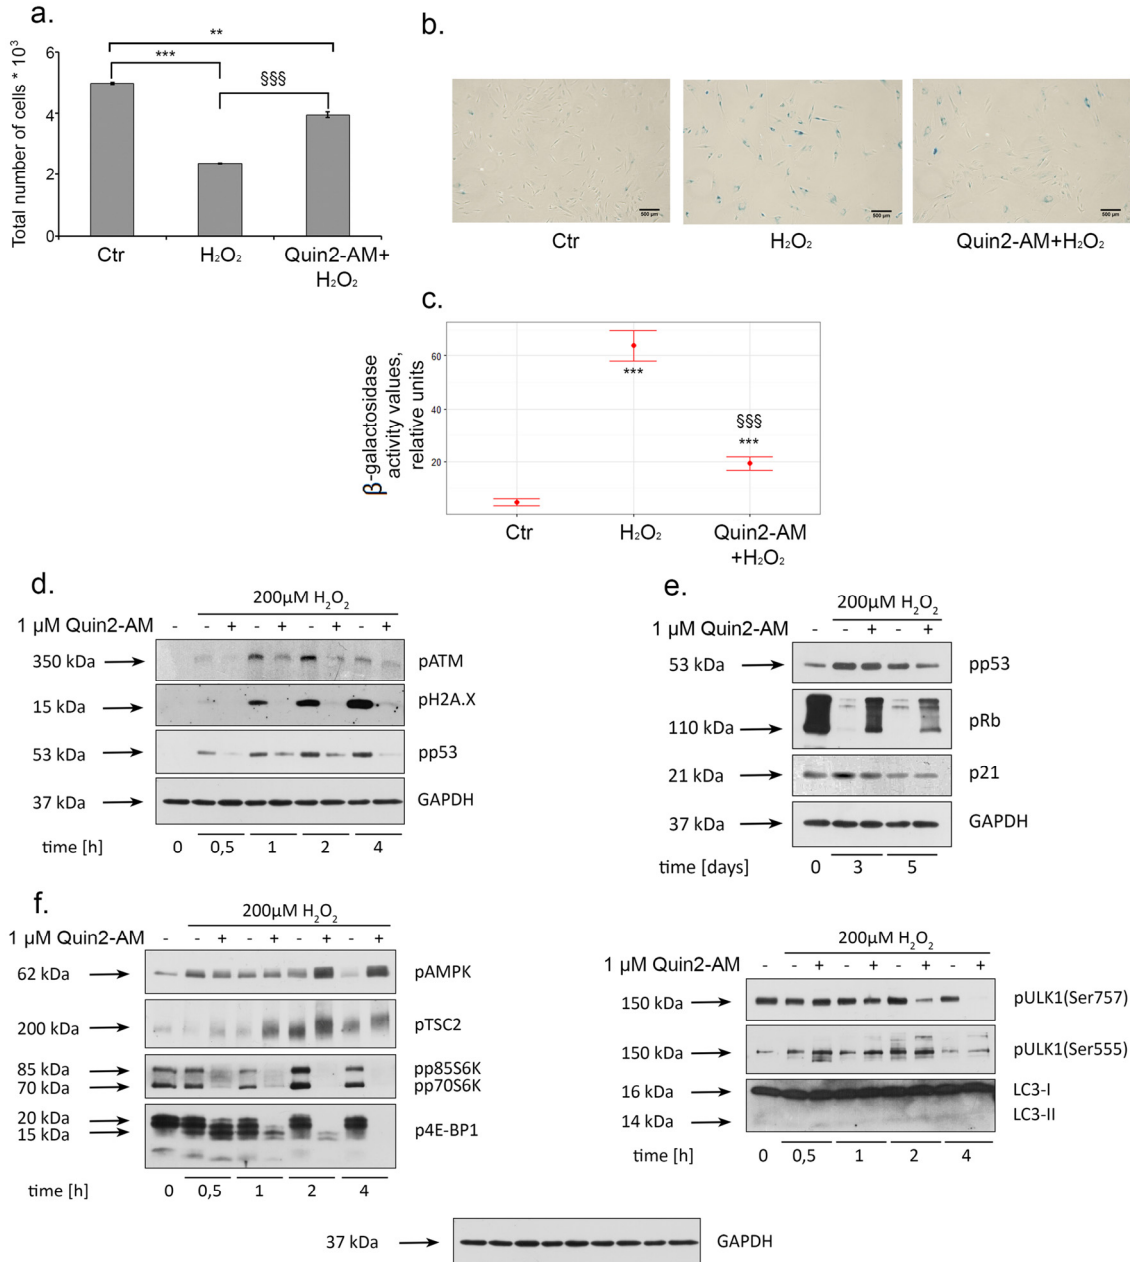 a.
Total number of cells * 10³
6
4
2
0
**
***
§§§
Ctr
H₂O₂
Quin2-AM+
H₂O₂
b.
500 µm
500 µm
500 µm
Ctr
H₂O₂
Quin2-AM+H₂O₂
c.
β-galactosidase
activity values,
relative units
60
40
20
***
§§§
***
Ctr
H₂O₂
Quin2-AM
+H₂O₂
d.
200µM H₂O₂
1 µM Quin2-AM - - + - + - + - +
350 kDa pATM
15 kDa pH2A.X
53 kDa pp53
37 kDa GAPDH
time [h] 0 0,5 1 2 4
e.
200µM H₂O₂
1 µM Quin2-AM - - + - +
53 kDa pp53
110 kDa pRb
21 kDa p21
37 kDa GAPDH
time [days] 0 3 5
f.
200µM H₂O₂
1 µM Quin2-AM - - + - + - + - +
62 kDa pAMPK
200 kDa pTSC2
85 kDa pp85S6K
70 kDa pp70S6K
20 kDa
15 kDa p4E-BP1
time [h] 0 0,5 1 2 4
200µM H₂O₂
1 µM Quin2-AM - - + - + - + - +
150 kDa pULK1(Ser757)
150 kDa pULK1(Ser555)
16 kDa LC3-I
14 kDa LC3-II
time [h] 0 0,5 1 2 4
37 kDa GAPDH